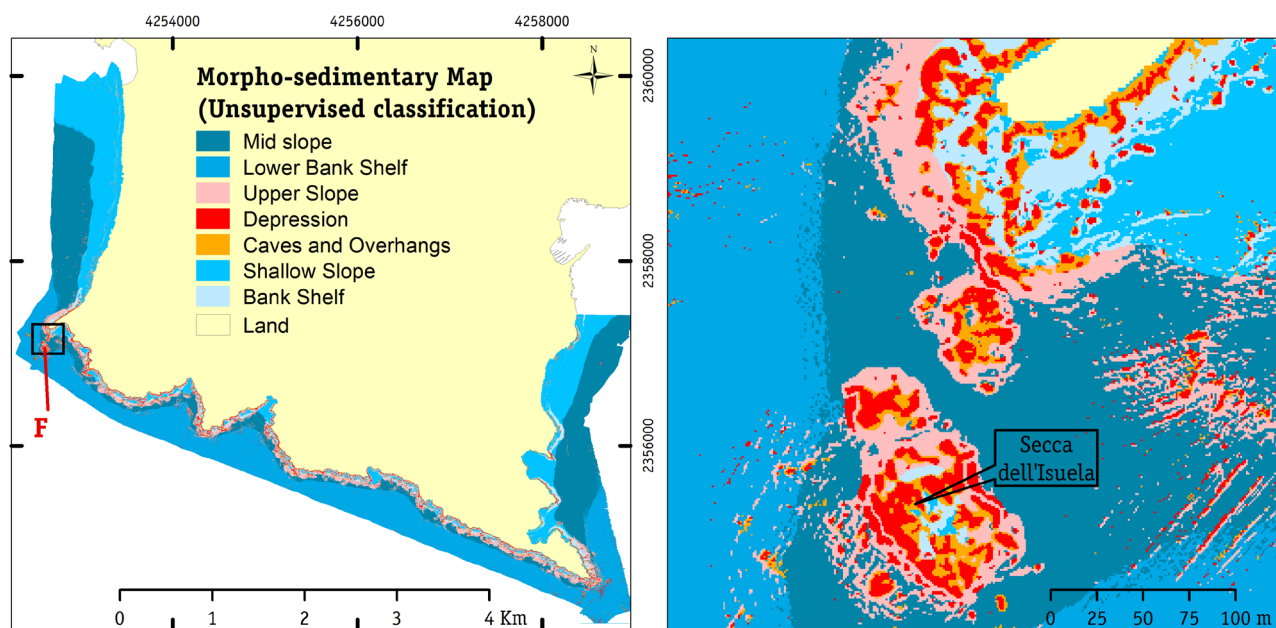 4254000
4256000
4258000
N
Morpho-sedimentary Map
(Unsupervised classification)
Mid slope
Lower Bank Shelf
Upper Slope
Depression
Caves and Overhangs
Shallow Slope
Bank Shelf
Land
2360000
2358000
2356000
F
0 1 2 3 4 Km
Secca
dell'Isuela
0 25 50 75 100 m